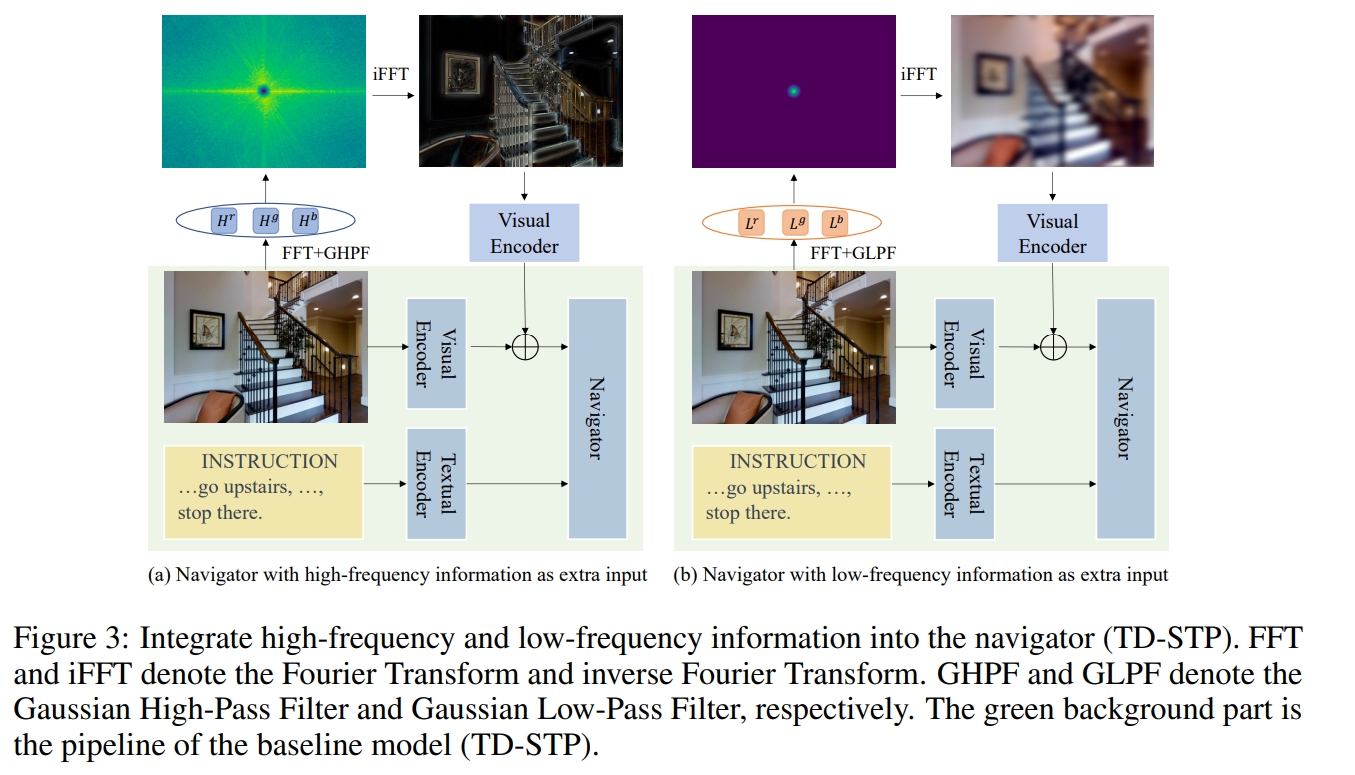 iFFT
H^r H^g H^b
FFT+GHPF
Visual
Encoder
Visual
Encoder
INSTRUCTION
…go upstairs, …,
stop there.
Textual
Encoder
Navigator
(a) Navigator with high-frequency information as extra input
iFFT
L^r L^g L^b
FFT+GLPF
Visual
Encoder
Visual
Encoder
INSTRUCTION
…go upstairs, …,
stop there.
Textual
Encoder
Navigator
(b) Navigator with low-frequency information as extra input
Figure 3: Integrate high-frequency and low-frequency information into the navigator (TD-STP). FFT
and iFFT denote the Fourier Transform and inverse Fourier Transform. GHPF and GLPF denote the
Gaussian High-Pass Filter and Gaussian Low-Pass Filter, respectively. The green background part is
the pipeline of the baseline model (TD-STP).